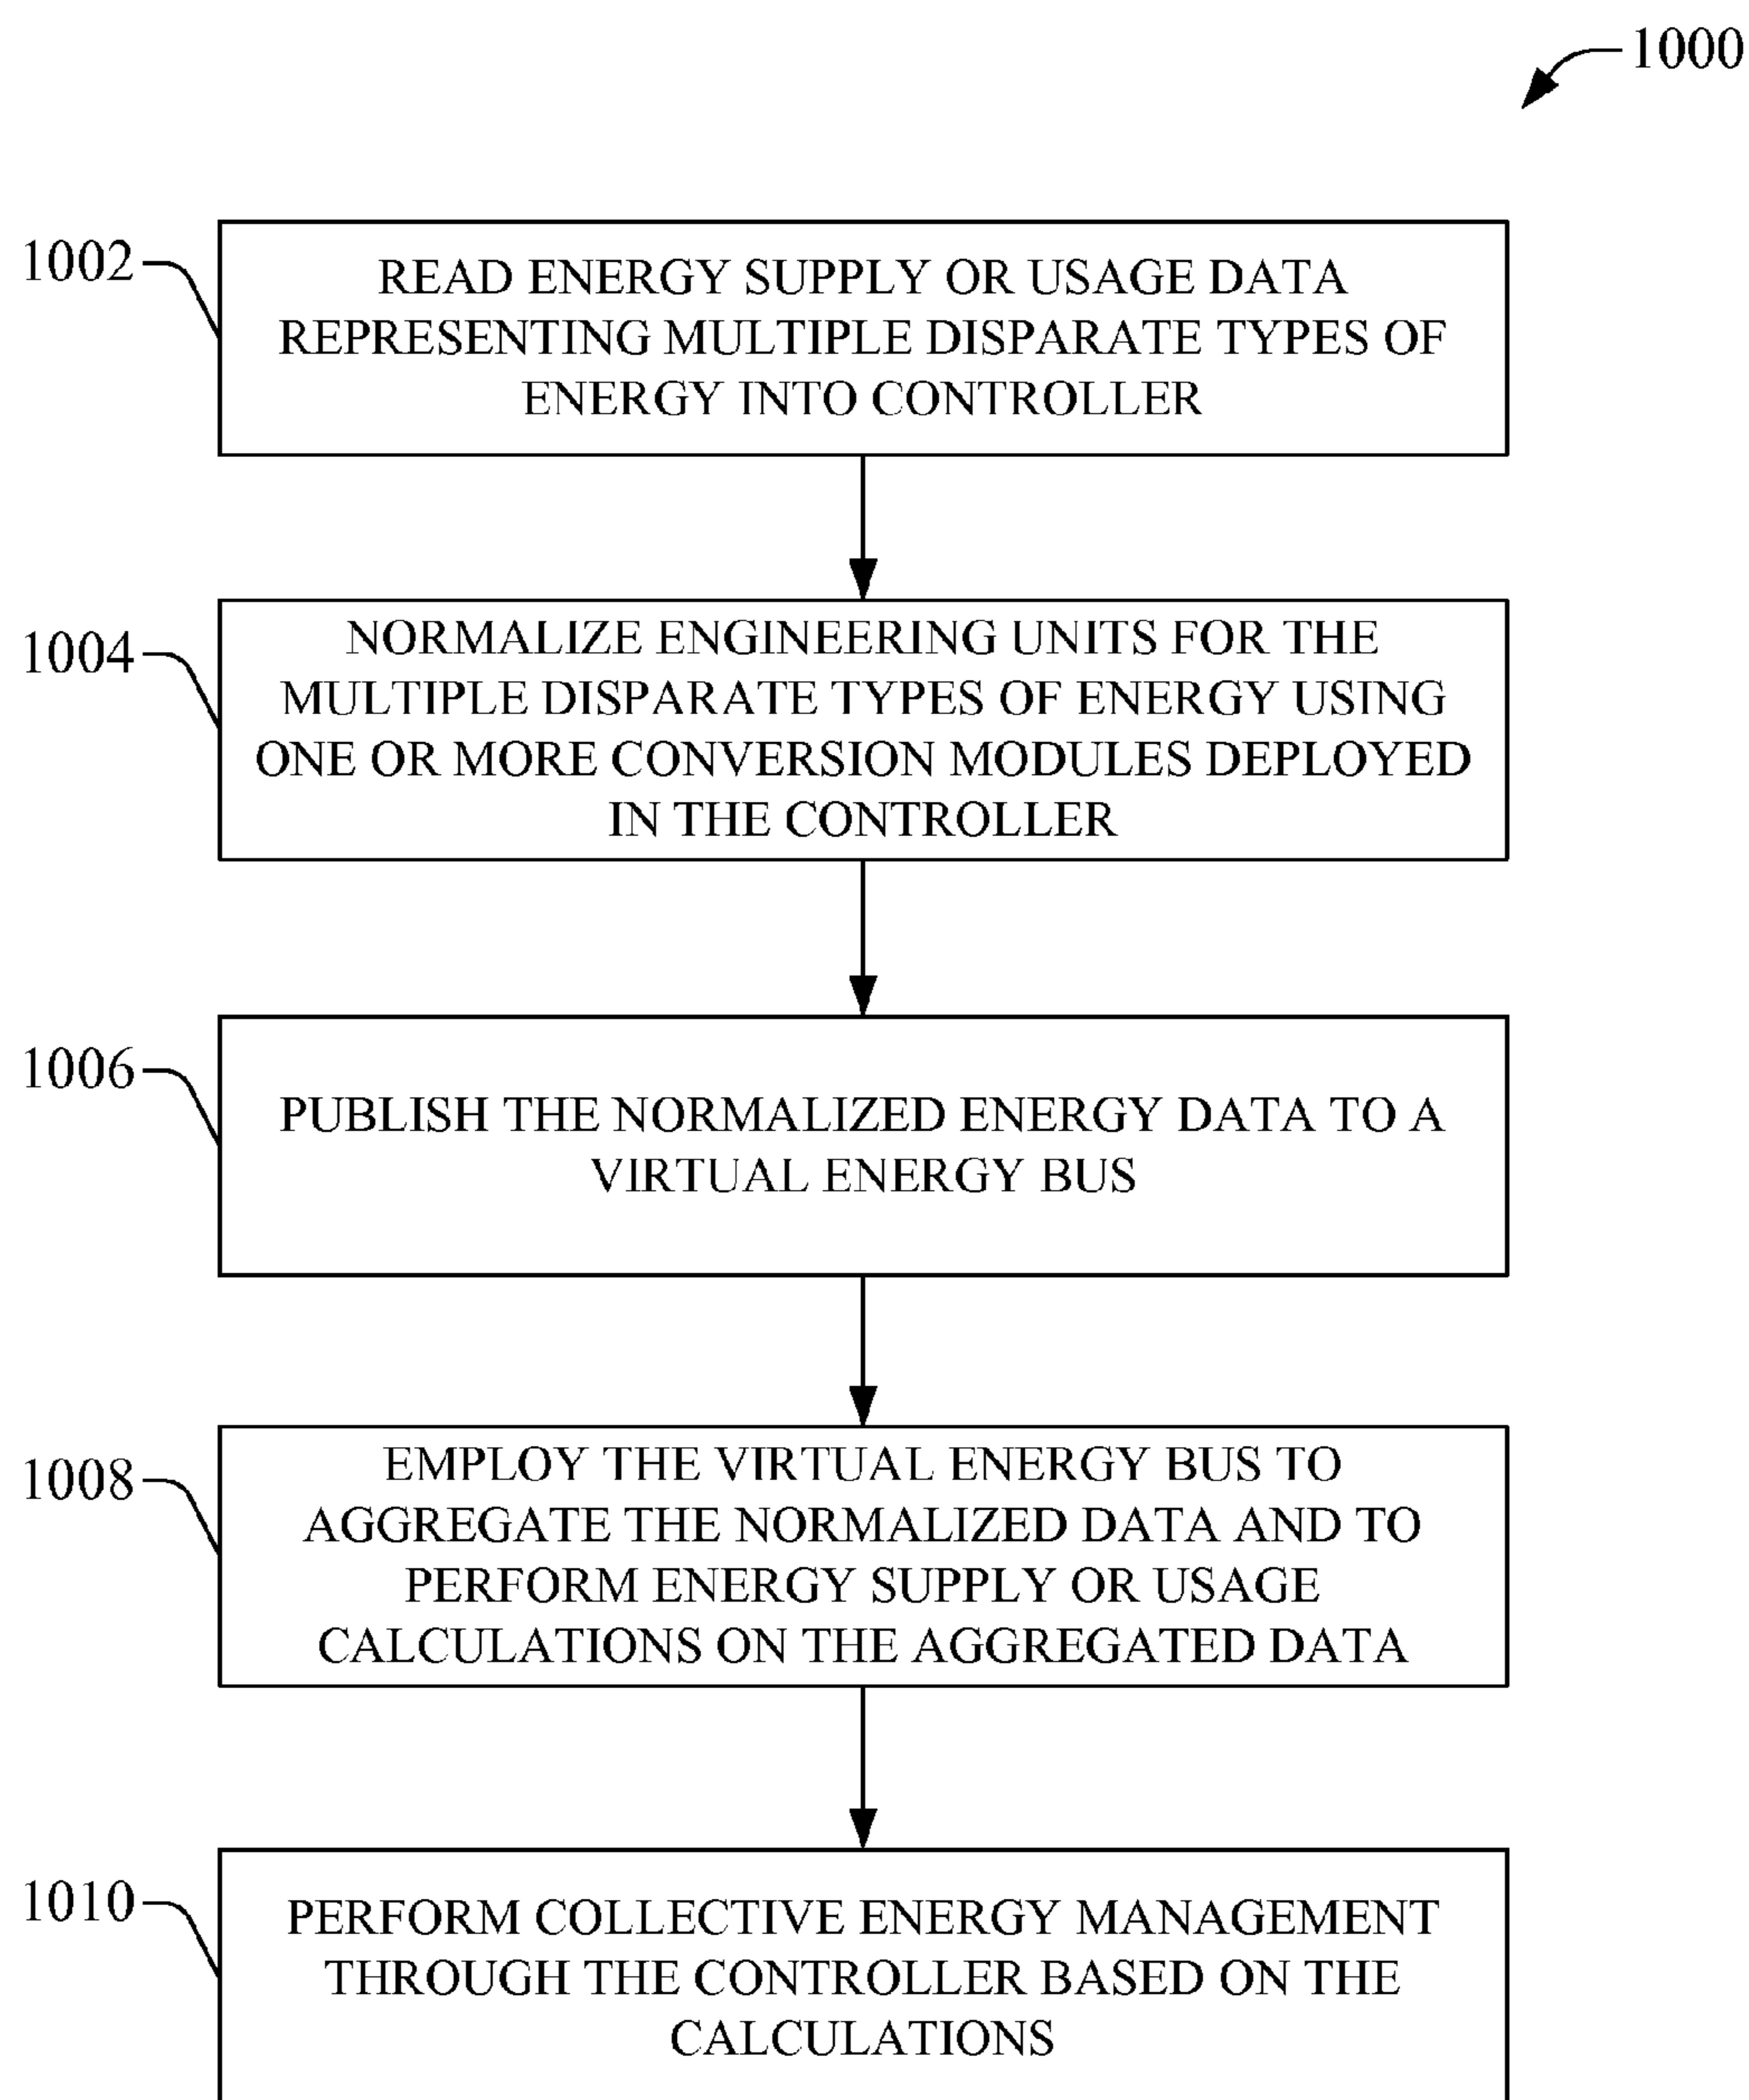 1000
1002
READ ENERGY SUPPLY OR USAGE DATA
REPRESENTING MULTIPLE DISPARATE TYPES OF
ENERGY INTO CONTROLLER
1004
NORMALIZE ENGINEERING UNITS FOR THE
MULTIPLE DISPARATE TYPES OF ENERGY USING
ONE OR MORE CONVERSION MODULES DEPLOYED
IN THE CONTROLLER
1006
PUBLISH THE NORMALIZED ENERGY DATA TO A
VIRTUAL ENERGY BUS
1008
EMPLOY THE VIRTUAL ENERGY BUS TO
AGGREGATE THE NORMALIZED DATA AND TO
PERFORM ENERGY SUPPLY OR USAGE
CALCULATIONS ON THE AGGREGATED DATA
1010
PERFORM COLLECTIVE ENERGY MANAGEMENT
THROUGH THE CONTROLLER BASED ON THE
CALCULATIONS